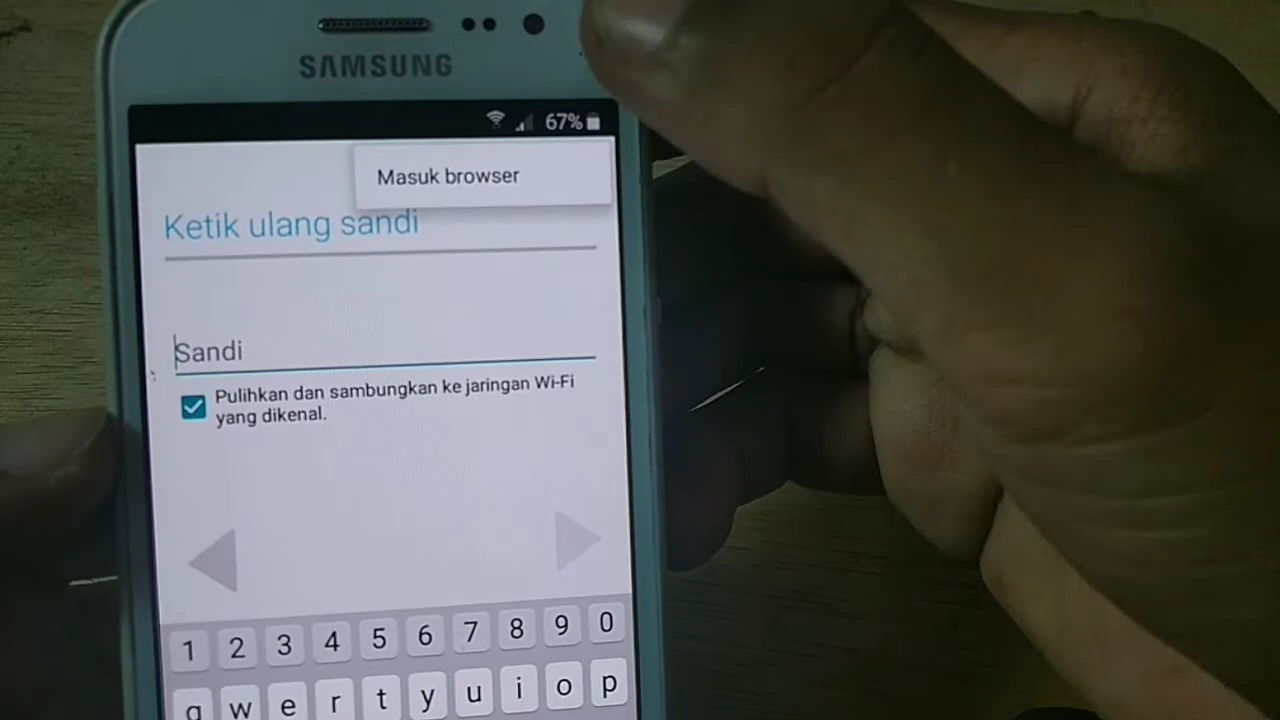 SAMSUNG
67%
Masuk browser
Ketik ulang sandi
Sandi
Pulihkan dan sambungkan ke jaringan Wi-Fi
yang dikenal.
1 2 3 4 5 6 7 8 9 0
q w e r t y u i o p